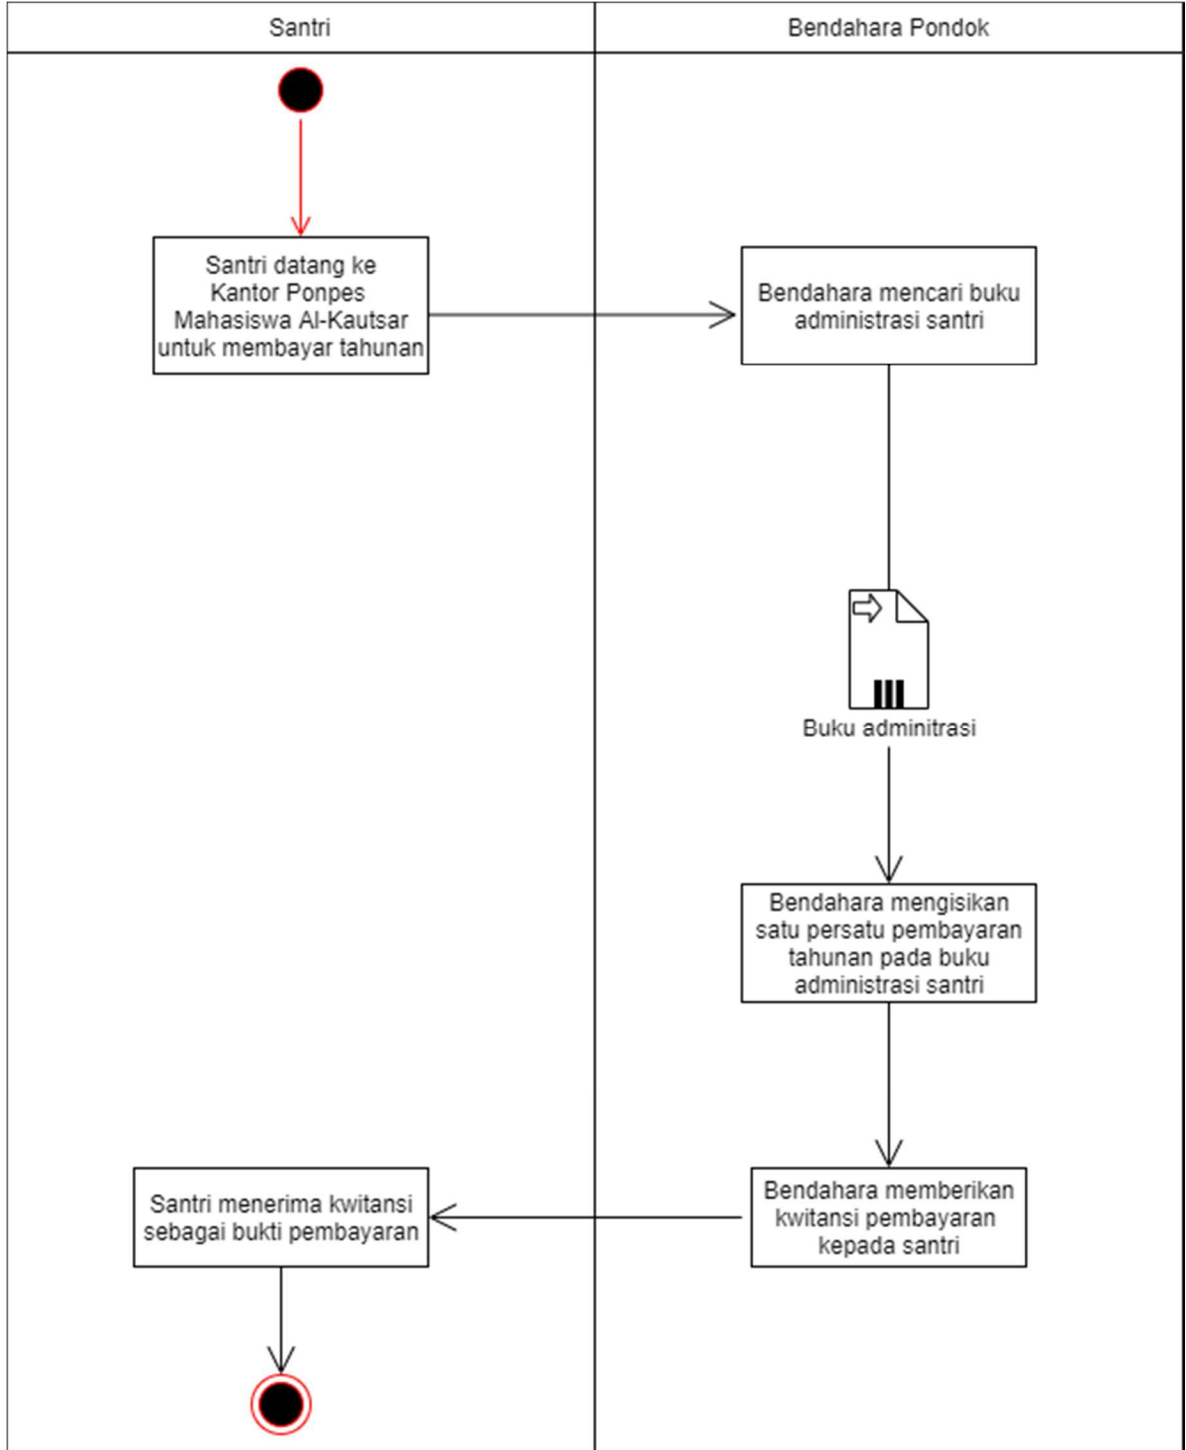 Santri
Bendahara Pondok
Santri datang ke
Kantor Ponpes
Mahasiswa Al-Kautsar
untuk membayar tahunan
Bendahara mencari buku
administrasi santri
Buku adminitrasi
Bendahara mengisikan
satu persatu pembayaran
tahunan pada buku
administrasi santri
Bendahara memberikan
kwitansi pembayaran
kepada santri
Santri menerima kwitansi
sebagai bukti pembayaran